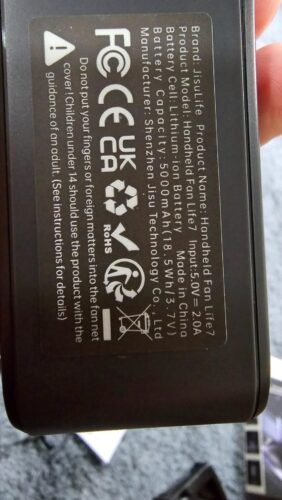 Brand: JisuLife Product Name: Handheld Fan Life7
Product Model: Handheld Fan Life7 Input:5.0V⎓2.0A
Battery Cell: Lithium-Ion Battery Made in China
Battery Capacity: 5000mAh(18.5Wh/3.7V)
Manufacturer: Shenzhen Jisu Technology Co., Ltd
FC CE UK CA RoHS
Do not put your fingers or foreign matters into the fan net
cover! Children under 14 should use the product with the
guidance of an adult. (See instructions for details)